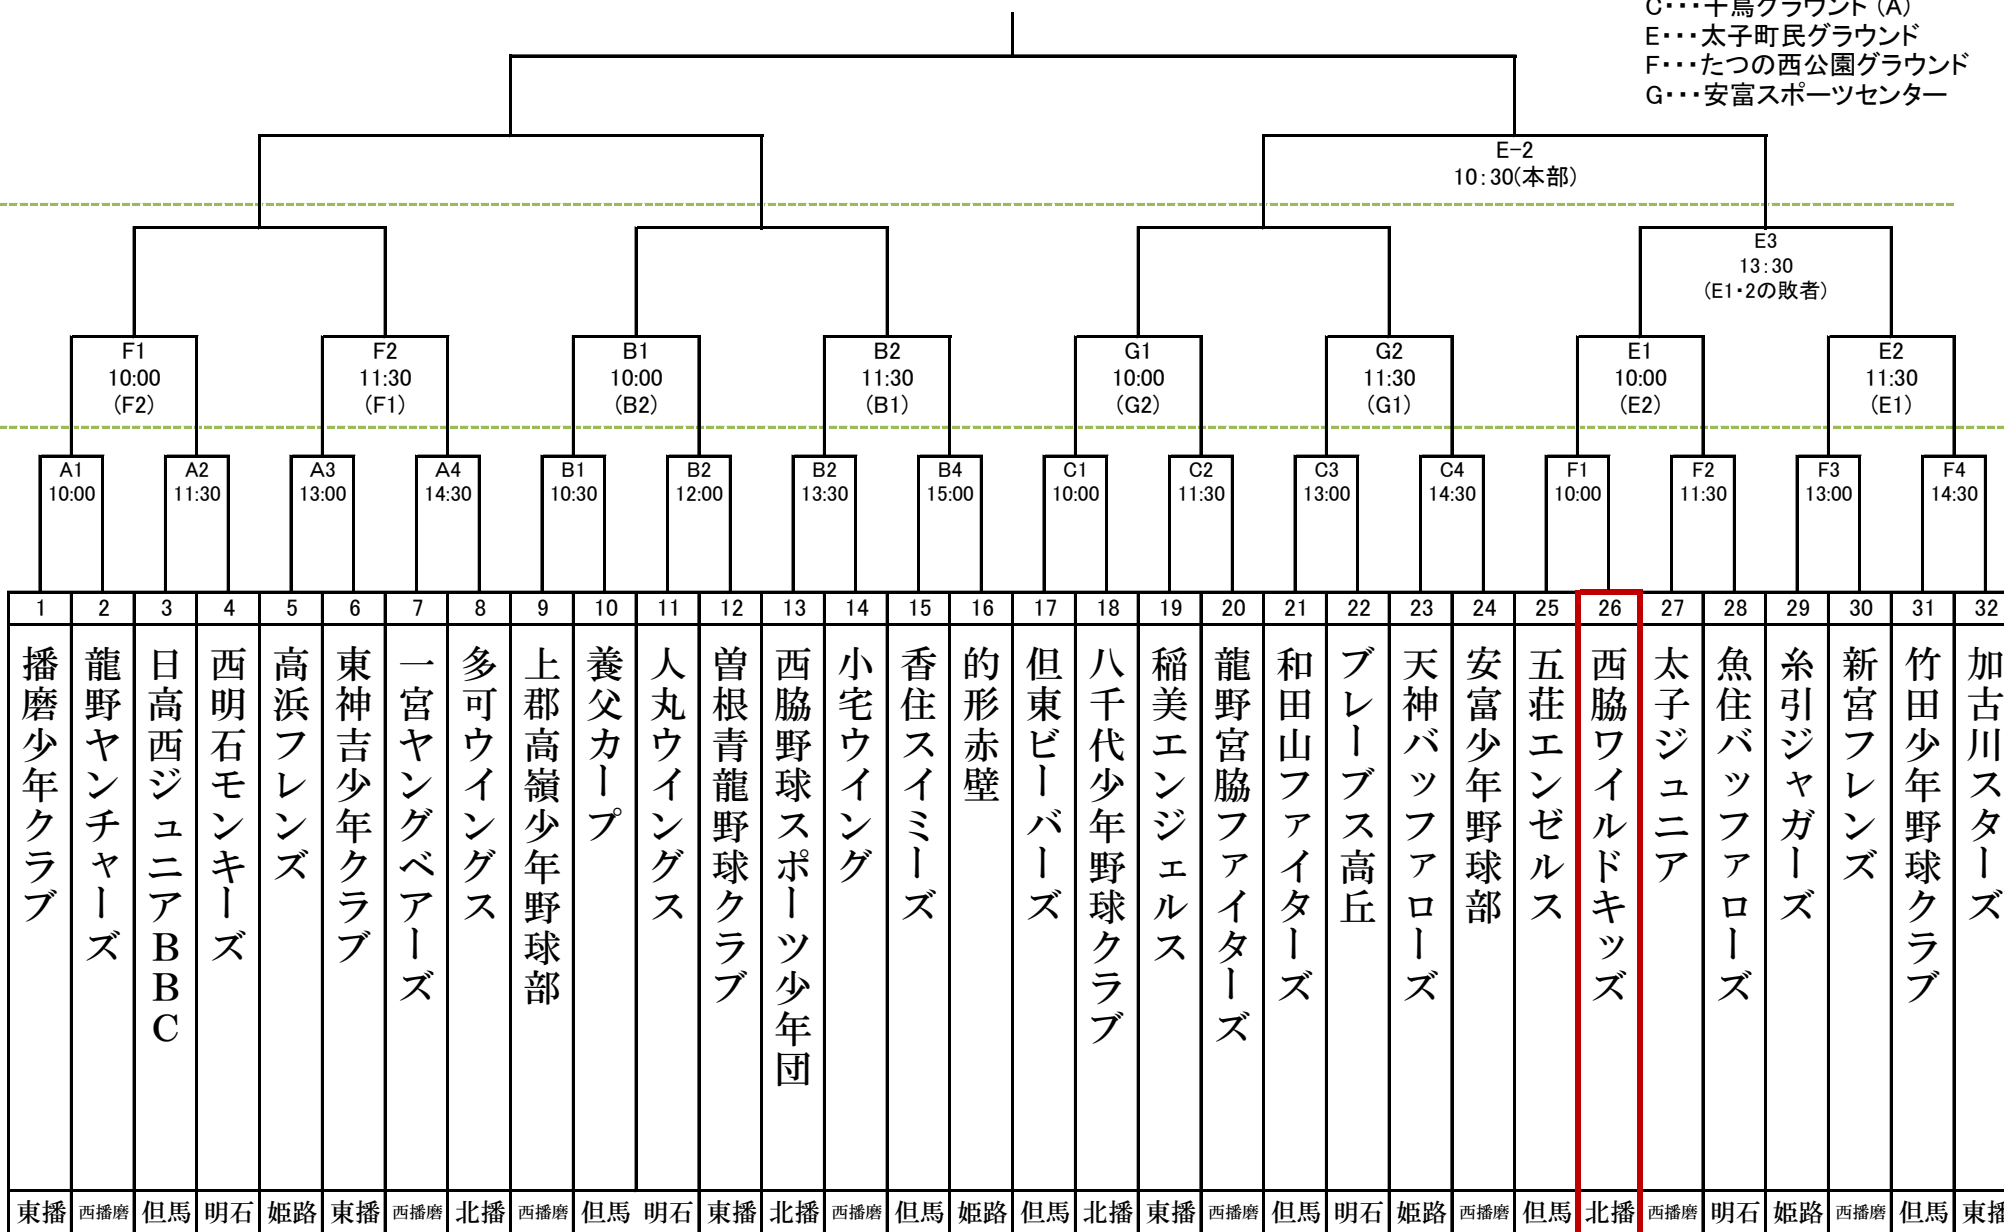 C・・・千鳥グラウンド (A)
E・・・太子町民グラウンド
F・・・たつの西公園グラウンド
G・・・安富スポーツセンター
E-2
10:30(本部)
E3
13:30
(E1・2の敗者)
F1
10:00
(F2)
F2
11:30
(F1)
B1
10:00
(B2)
B2
11:30
(B1)
G1
10:00
(G2)
G2
11:30
(G1)
E1
10:00
(E2)
E2
11:30
(E1)
A1
10:00
A2
11:30
A3
13:00
A4
14:30
B1
10:30
B2
12:00
B2
13:30
B4
15:00
C1
10:00
C2
11:30
C3
13:00
C4
14:30
F1
10:00
F2
11:30
F3
13:00
F4
14:30
1 2 3 4 5 6 7 8 9 10 11 12 13 14 15 16 17 18 19 20 21 22 23 24 25 26 27 28 29 30 31 32
播磨少年クラブ
龍野ヤンチャーズ
日高西ジュニアBBC
西明石モンキーズ
高浜フレンズ
東神吉少年クラブ
一宮ヤングベアーズ
多可ウイングス
上郡高嶺少年野球部
養父カープ
人丸ウイングス
曽根青龍野球クラブ
西脇野球スポーツ少年団
小宅ウイング
香住スイミーズ
的形赤壁
但東ビーバーズ
八千代少年野球クラブ
稲美エンジェルス
龍野宮脇ファイターズ
和田山ファイターズ
ブレーブス高丘
天神バッファローズ
安富少年野球部
五荘エンゼルス
西脇ワイルドキッズ
太子ジュニア
魚住バッファローズ
糸引ジャガーズ
新宮フレンズ
竹田少年野球クラブ
加古川スターズ
東播 西播磨 但馬 明石 姫路 東播 西播磨 北播 西播磨 但馬 明石 東播 北播 西播磨 但馬 姫路 但馬 北播 東播 西播磨 但馬 明石 姫路 西播磨 但馬 北播 西播磨 明石 姫路 西播磨 但馬 東播